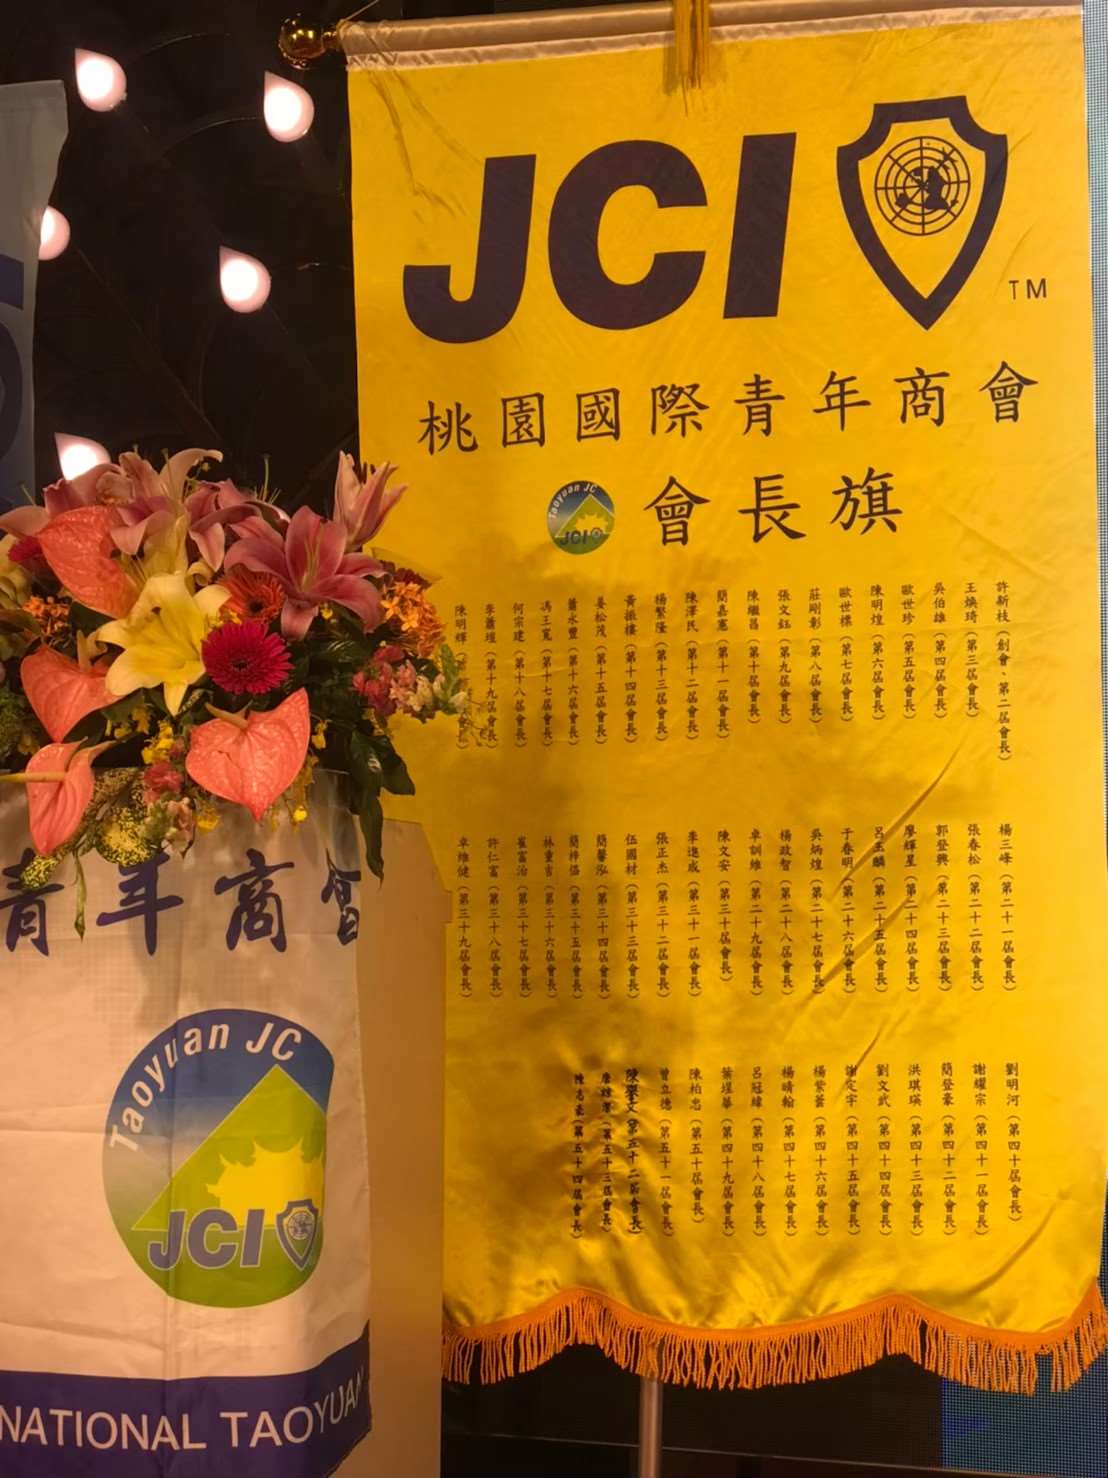 JCI
TM
桃園國際青年商會
Taoyuan JC
JCI
會長旗
許新枝（創會、第二屆會長）
王煥琦（第三屆會長）
吳伯雄（第四屆會長）
歐世珍（第五屆會長）
陳明煌（第六屆會長）
歐世樸（第七屆會長）
莊剛彰（第八屆會長）
張文鈺（第九屆會長）
陳繼昌（第十屆會長）
簡嘉憲（第十一屆會長）
陳澤民（第十二屆會長）
楊繁隆（第十三屆會長）
黃振樓（第十四屆會長）
姜松茂（第十五屆會長）
蕭永豐（第十六屆會長）
馮王寬（第十七屆會長）
何宗建（第十八屆會長）
李蕭理（第十九屆會長）
陳明輝
屆會長）
楊三峰（第二十一屆會長）
張春松（第二十二屆會長）
郭登興（第二十三屆會長）
廖輝星（第二十四屆會長）
呂玉麟（第二十五屆會長）
于春明（第二十六屆會長）
吳炳煌（第二十七屆會長）
楊政智（第二十八屆會長）
卓訓維（第二十九屆會長）
陳文安（第三十屆會長）
李進成（第三十一屆會長）
張正杰（第三十二屆會長）
伍國材（第三十三屆會長）
簡馨泓（第三十四屆會長）
簡梓倡（第三十五屆會長）
林重吉（第三十六屆會長）
崔富治（第三十七屆會長）
許仁富（第三十八屆會長）
卓維健（第三十九屆會長）
劉明河（第四十屆會長）
謝耀宗（第四十一屆會長）
簡登豪（第四十二屆會長）
洪琪瑛（第四十三屆會長）
劉文武（第四十四屆會長）
謝定宇（第四十五屆會長）
楊紫薈（第四十六屆會長）
楊晴翰（第四十七屆會長）
呂冠緯（第四十八屆會長）
葉埕華（第四十九屆會長）
陳柏忠（第五十屆會長）
曾立德（第五十一屆會長）
（第五十二屆會長）
（第五十三屆會長）
陳志豪（第五十四屆會長）
青年商會
Taoyuan JC
JCI
NATIONAL TAOYUAN